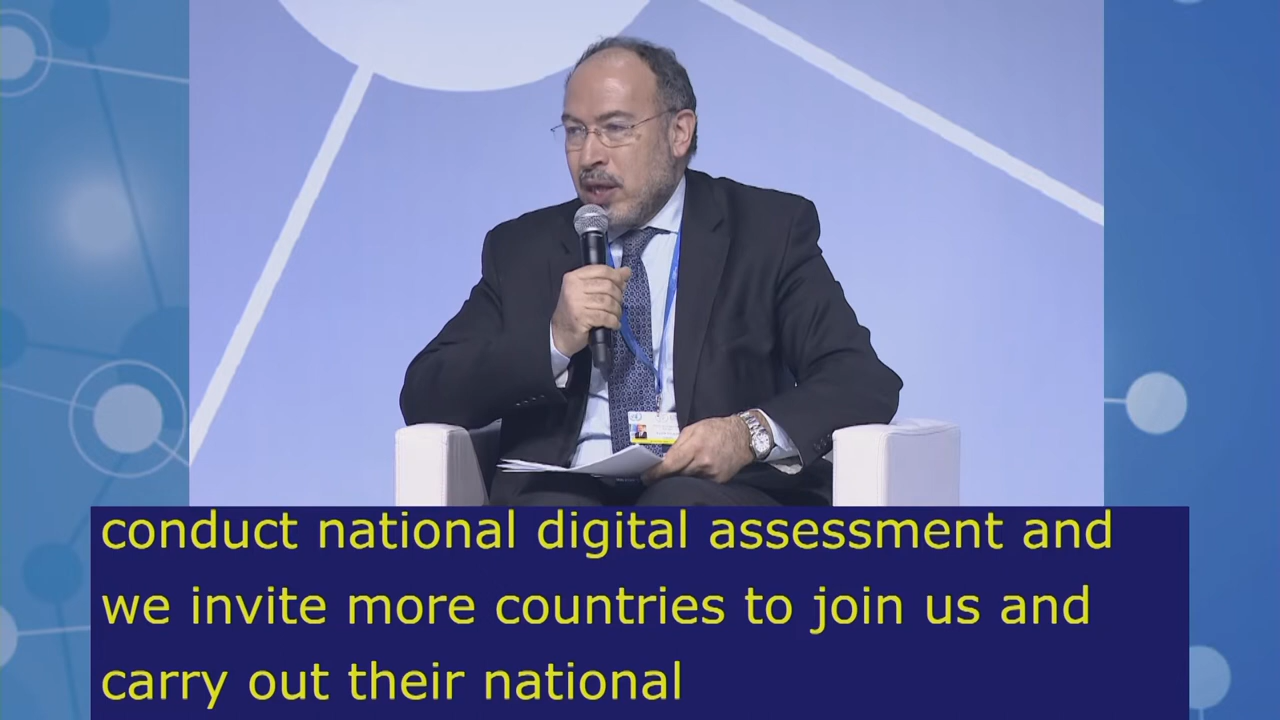 conduct national digital assessment and
we invite more countries to join us and
carry out their national